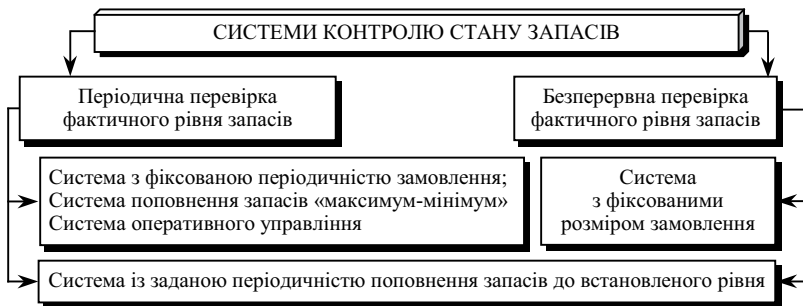 СИСТЕМИ КОНТРОЛЮ СТАНУ ЗАПАСІВ
Періодична перевірка
фактичного рівня запасів
Безперервна перевірка
фактичного рівня запасів
Система з фіксованою періодичністю замовлення;
Система поповнення запасів «максимум-мінімум»
Система оперативного управління
Система
з фіксованими
розміром замовлення
Система із заданою періодичністю поповнення запасів до встановленого рівня